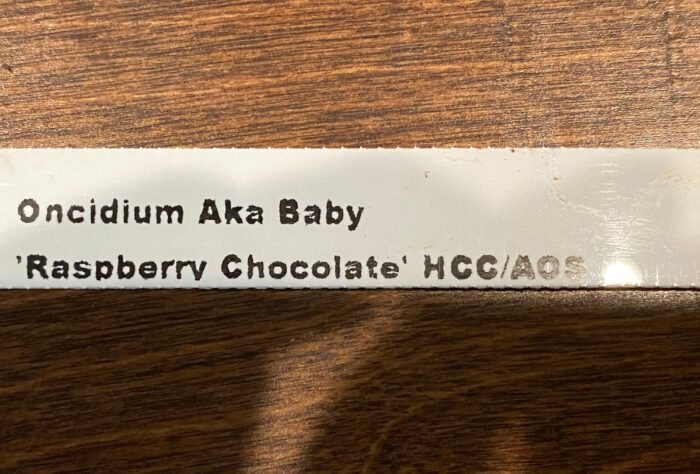 Oncidium Aka Baby
'Raspberry Chocolate' HCC/AOS